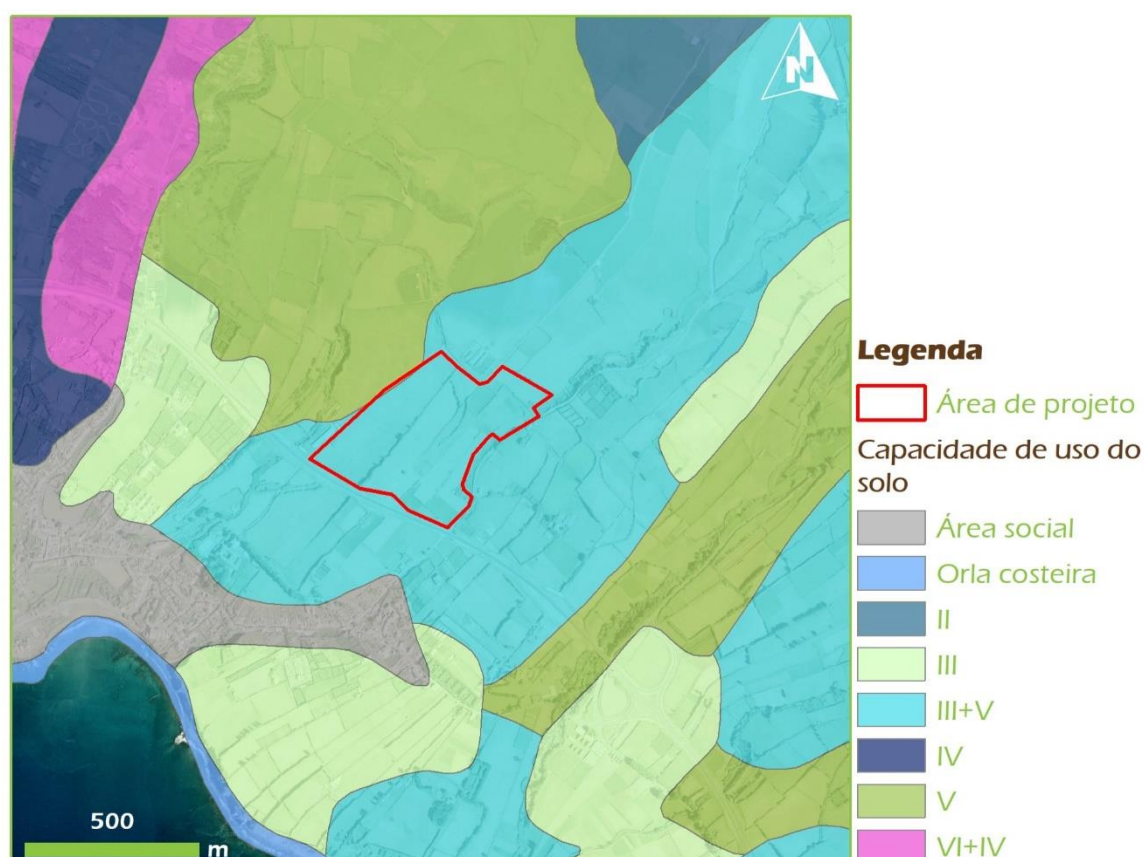 N
Legenda
Área de projeto
Capacidade de uso do
solo
Área social
Orla costeira
II
III
III+V
IV
V
VI+IV
500
m